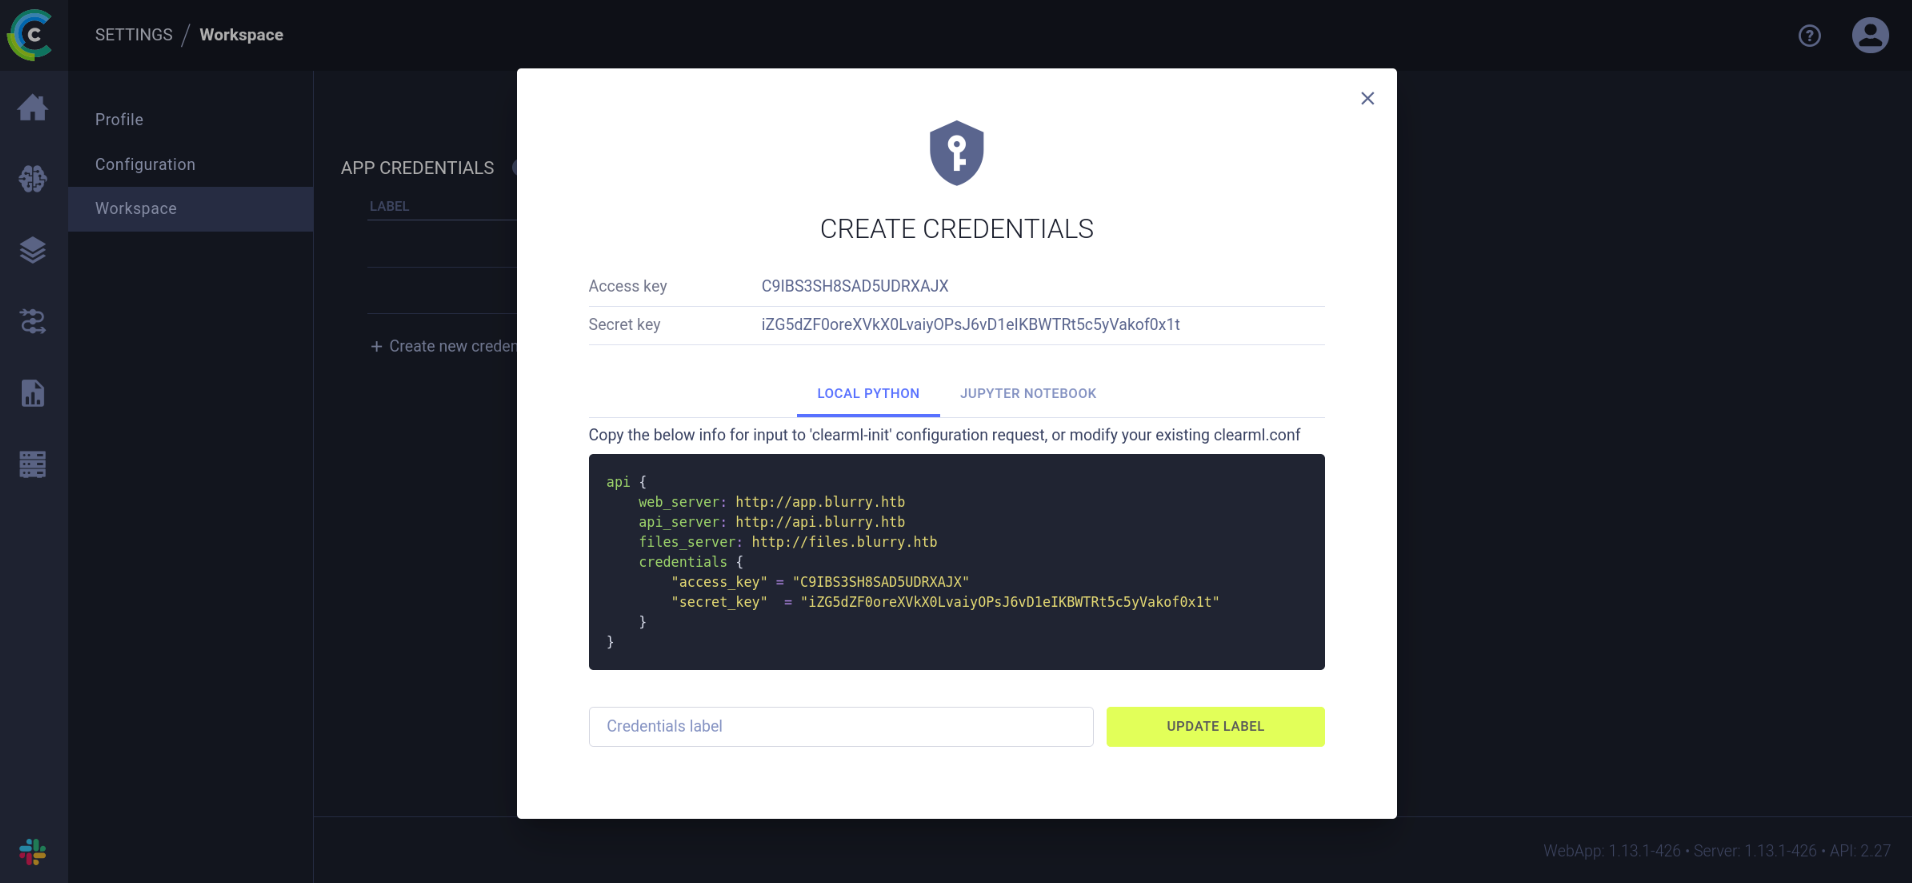 SETTINGS / Workspace
Profile
Configuration
Workspace
APP CREDENTIALS
LABEL
+ Create new
CREATE CREDENTIALS
Access key C9IBS3SH8SAD5UDRXAJX
Secret key iZG5dZF0oreXVkX0LvaiyOPsJ6vD1eIKBWTRt5c5yVakof0x1t
LOCAL PYTHON JUPYTER NOTEBOOK
Copy the below info for input to 'clearml-init' configuration request, or modify your existing clearml.conf
api {
    web_server: http://app.blurry.htb
    api_server: http://api.blurry.htb
    files_server: http://files.blurry.htb
    credentials {
        "access_key" = "C9IBS3SH8SAD5UDRXAJX"
        "secret_key"  = "iZG5dZF0oreXVkX0LvaiyOPsJ6vD1eIKBWTRt5c5yVakof0x1t"
    }
}
Credentials label UPDATE LABEL
WebApp: 1.13.1-426 • Server: 1.13.1-426 • API: 2.27